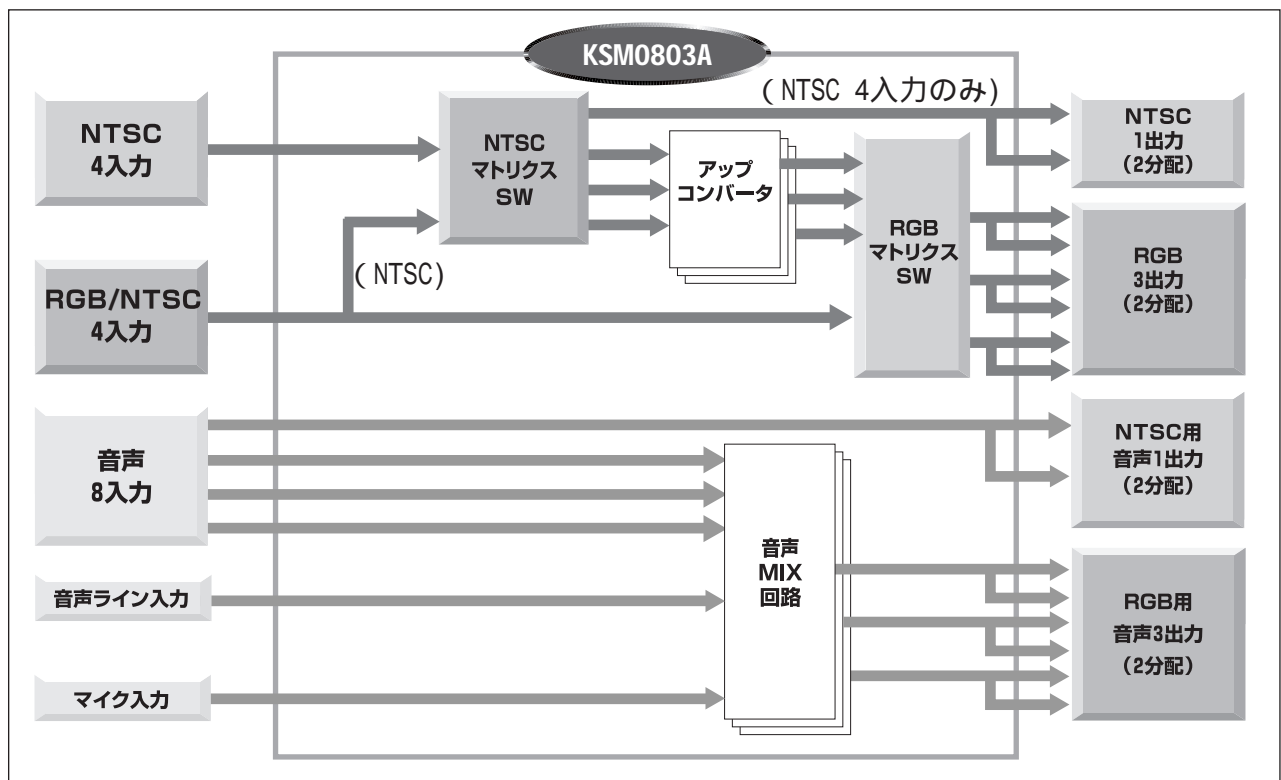 KSM0803A
(NTSC 4入力のみ)
NTSC
4入力
NTSC
マトリクス
SW
アップ
コンバータ
NTSC
1出力
(2分配)
RGB/NTSC
4入力
(NTSC)
RGB
マトリクス
SW
RGB
3出力
(2分配)
音声
8入力
NTSC用
音声1出力
(2分配)
音声ライン入力
マイク入力
音声
MIX
回路
RGB用
音声3出力
(2分配)